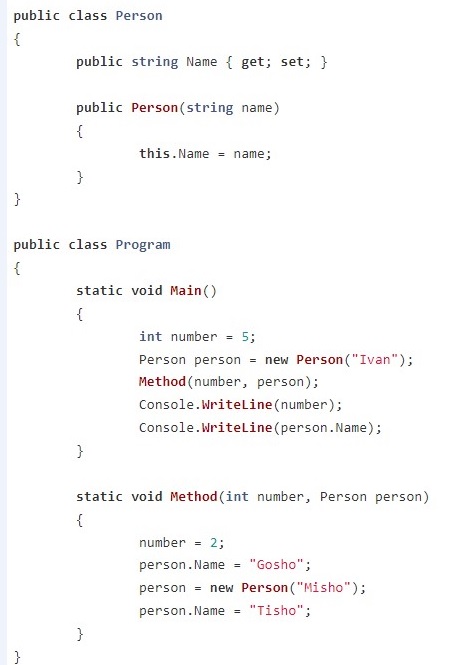 public class Person
{
public string Name { get; set; }
public Person(string name)
{
this.Name = name;
}
}
public class Program
{
static void Main()
{
int number = 5;
Person person = new Person("Ivan");
Method(number, person);
Console.WriteLine(number);
Console.WriteLine(person.Name);
}
static void Method(int number, Person person)
{
number = 2;
person.Name = "Gosho";
person = new Person("Misho");
person.Name = "Tisho";
}
}